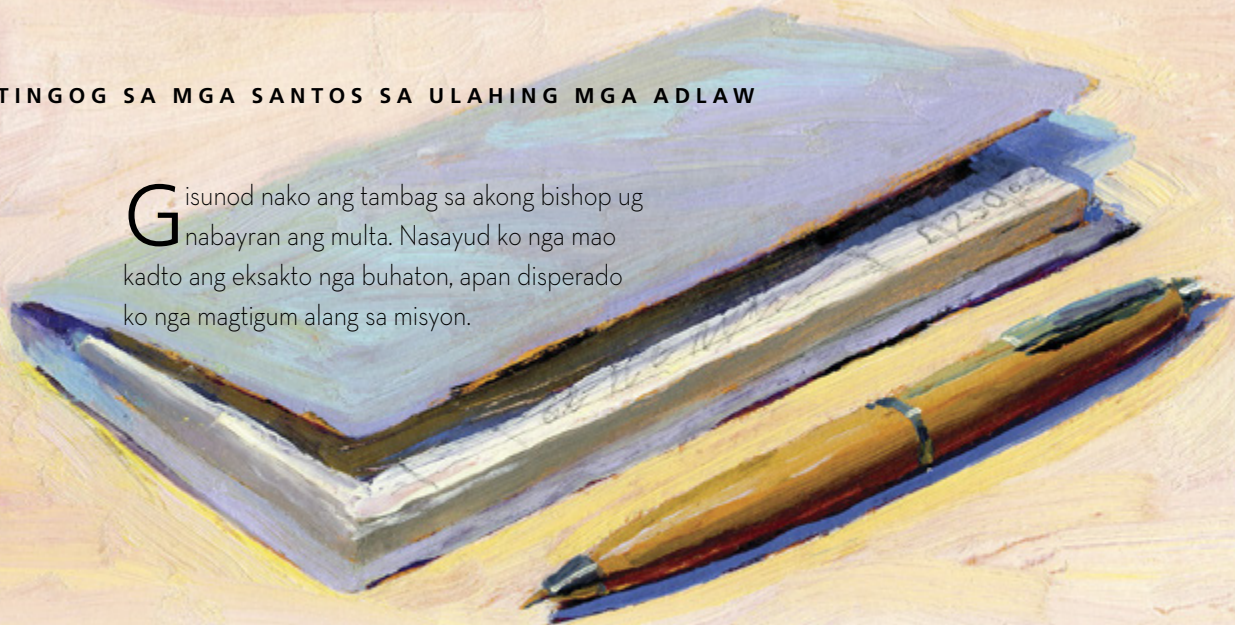 TINGOG SA MGA SANTOS SA ULAHING MGA ADLAW
Gisunod nako ang tambag sa akong bishop ug
nabayran ang multa. Nasayud ko nga mao
kadto ang eksakto nga buhaton, apan disperado
ko nga magtigum alang sa misyon.